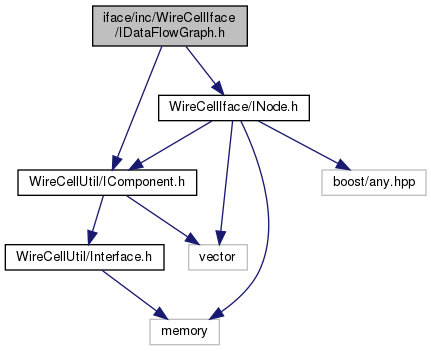 iface/inc/WireCellIface
/IDataFlowGraph.h
WireCellIface/INode.h
WireCellUtil/IComponent.h
boost/any.hpp
WireCellUtil/Interface.h
vector
memory